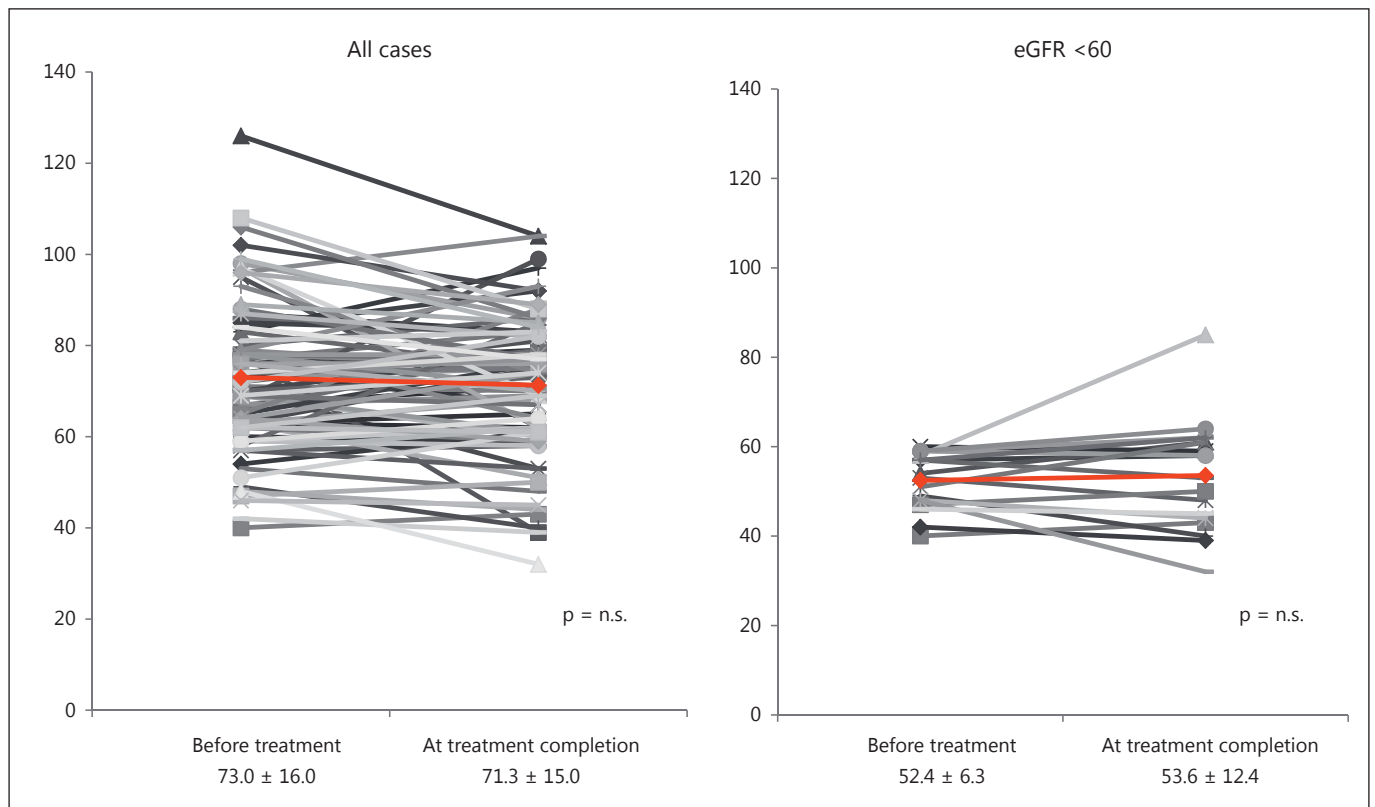 All cases
140
120
100
80
60
40
20
0
p = n.s.
Before treatment At treatment completion
73.0 ± 16.0 71.3 ± 15.0
eGFR <60
140
120
100
80
60
40
20
0
p = n.s.
Before treatment At treatment completion
52.4 ± 6.3 53.6 ± 12.4